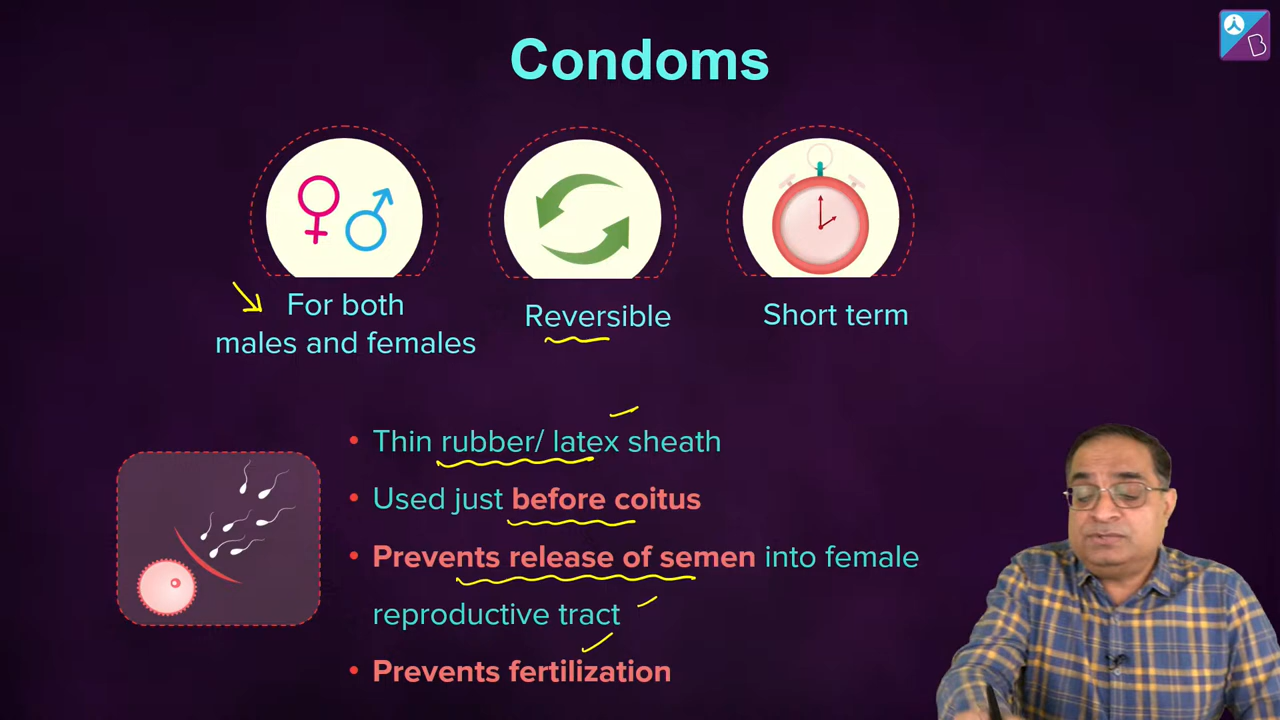 Condoms
For both
males and females
Reversible
Short term
• Thin rubber/ latex sheath
• Used just before coitus
• Prevents release of semen into female
reproductive tract
• Prevents fertilization
B